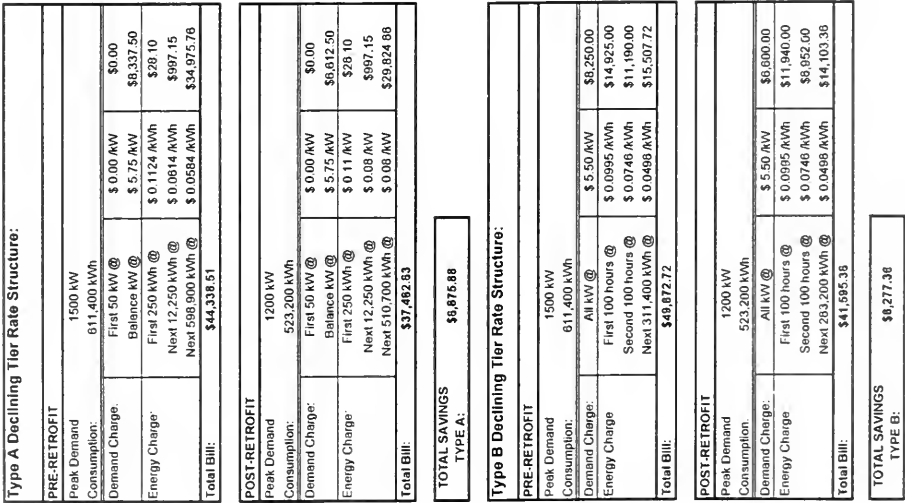 Type A Declining Tier Rate Structure:
PRE-RETROFIT
Peak Demand 1500 kW
Consumption: 611,400 kWh
Demand Charge: First 50 kW @ $ 0.00 /kW $0.00
Balance kW @ $ 5.75 /kW $8,337.50
Energy Charge First 250 kWh @ $ 0.1124 /kWh $28.10
Next 12,250 kWh @ $ 0.0814 /kWh $997.15
Next 598,900 kWh @ $ 0.0584 /kWh $34,975.76
Total Bill: $44,338.51
POST-RETROFIT
Peak Demand 1200 kW
Consumption: 523,200 kWh
Demand Charge: First 50 kW @ $ 0.00 /kW $0.00
Balance kW @ $ 5.75 /kW $6,612.50
Energy Charge: First 250 kWh @ $ 0.11 /kWh $28.10
Next 12,250 kWh @ $ 0.08 /kWh $997.15
Next 510,700 kWh @ $ 0.08 /kWh $29,824.88
Total Bill: $37,462.63
TOTAL SAVINGS
TYPE A: $6,875.88
Type B Declining Tier Rate Structure:
PRE-RETROFIT
Peak Demand 1500 kW
Consumption: 611,400 kWh
Demand Charge: All kW @ $ 5.50 /kW $8,250.00
Energy Charge First 100 hours @ $ 0.0995 /kWh $14,925.00
Second 100 hours @ $ 0.0746 /kWh $11,190.00
Next 311,400 kWh @ $ 0.0498 /kWh $15,507.72
Total Bill: $49,872.72
POST-RETROFIT
Peak Demand 1200 kW
Consumption 523,200 kWh
Demand Charge: All kW @ $ 5.50 /kW $6,600.00
Energy Charge First 100 hours @ $ 0.0995 /kWh $11,940.00
Second 100 hours @ $ 0.0746 /kWh $8,952.00
Next 283,200 kWh @ $ 0.0498 /kWh $14,103.36
Total Bill: $41,595.36
TOTAL SAVINGS
TYPE B: $8,277.36